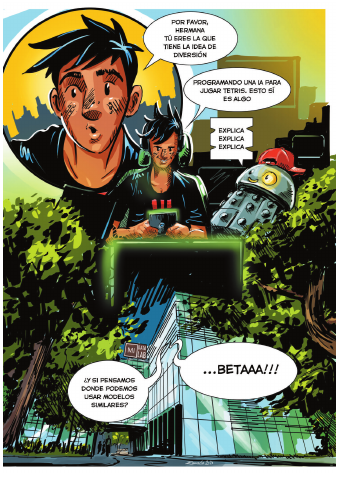 POR FAVOR,
HERMANA
TÚ ERES LA QUE
TIENE LA IDEA DE
DIVERSIÓN
PROGRAMANDO UNA IA PARA
JUGAR TETRIS. ESTO SÍ
ES ALGO
EXPLICA
EXPLICA
EXPLICA
¿Y SI PENSAMOS
DONDE PODEMOS
USAR MODELOS
SIMILARES?
...BETAAA!!!